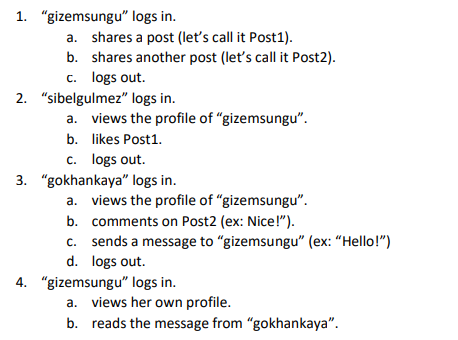 1. “gizemsungu” logs in.
a. shares a post (let’s call it Post1).
b. shares another post (let’s call it Post2).
c. logs out.
2. “sibelgulmez” logs in.
a. views the profile of “gizemsungu”.
b. likes Post1.
c. logs out.
3. “gokhankaya” logs in.
a. views the profile of “gizemsungu”.
b. comments on Post2 (ex: Nice!”).
c. sends a message to “gizemsungu” (ex: “Hello!”)
d. logs out.
4. “gizemsungu” logs in.
a. views her own profile.
b. reads the message from “gokhankaya”.